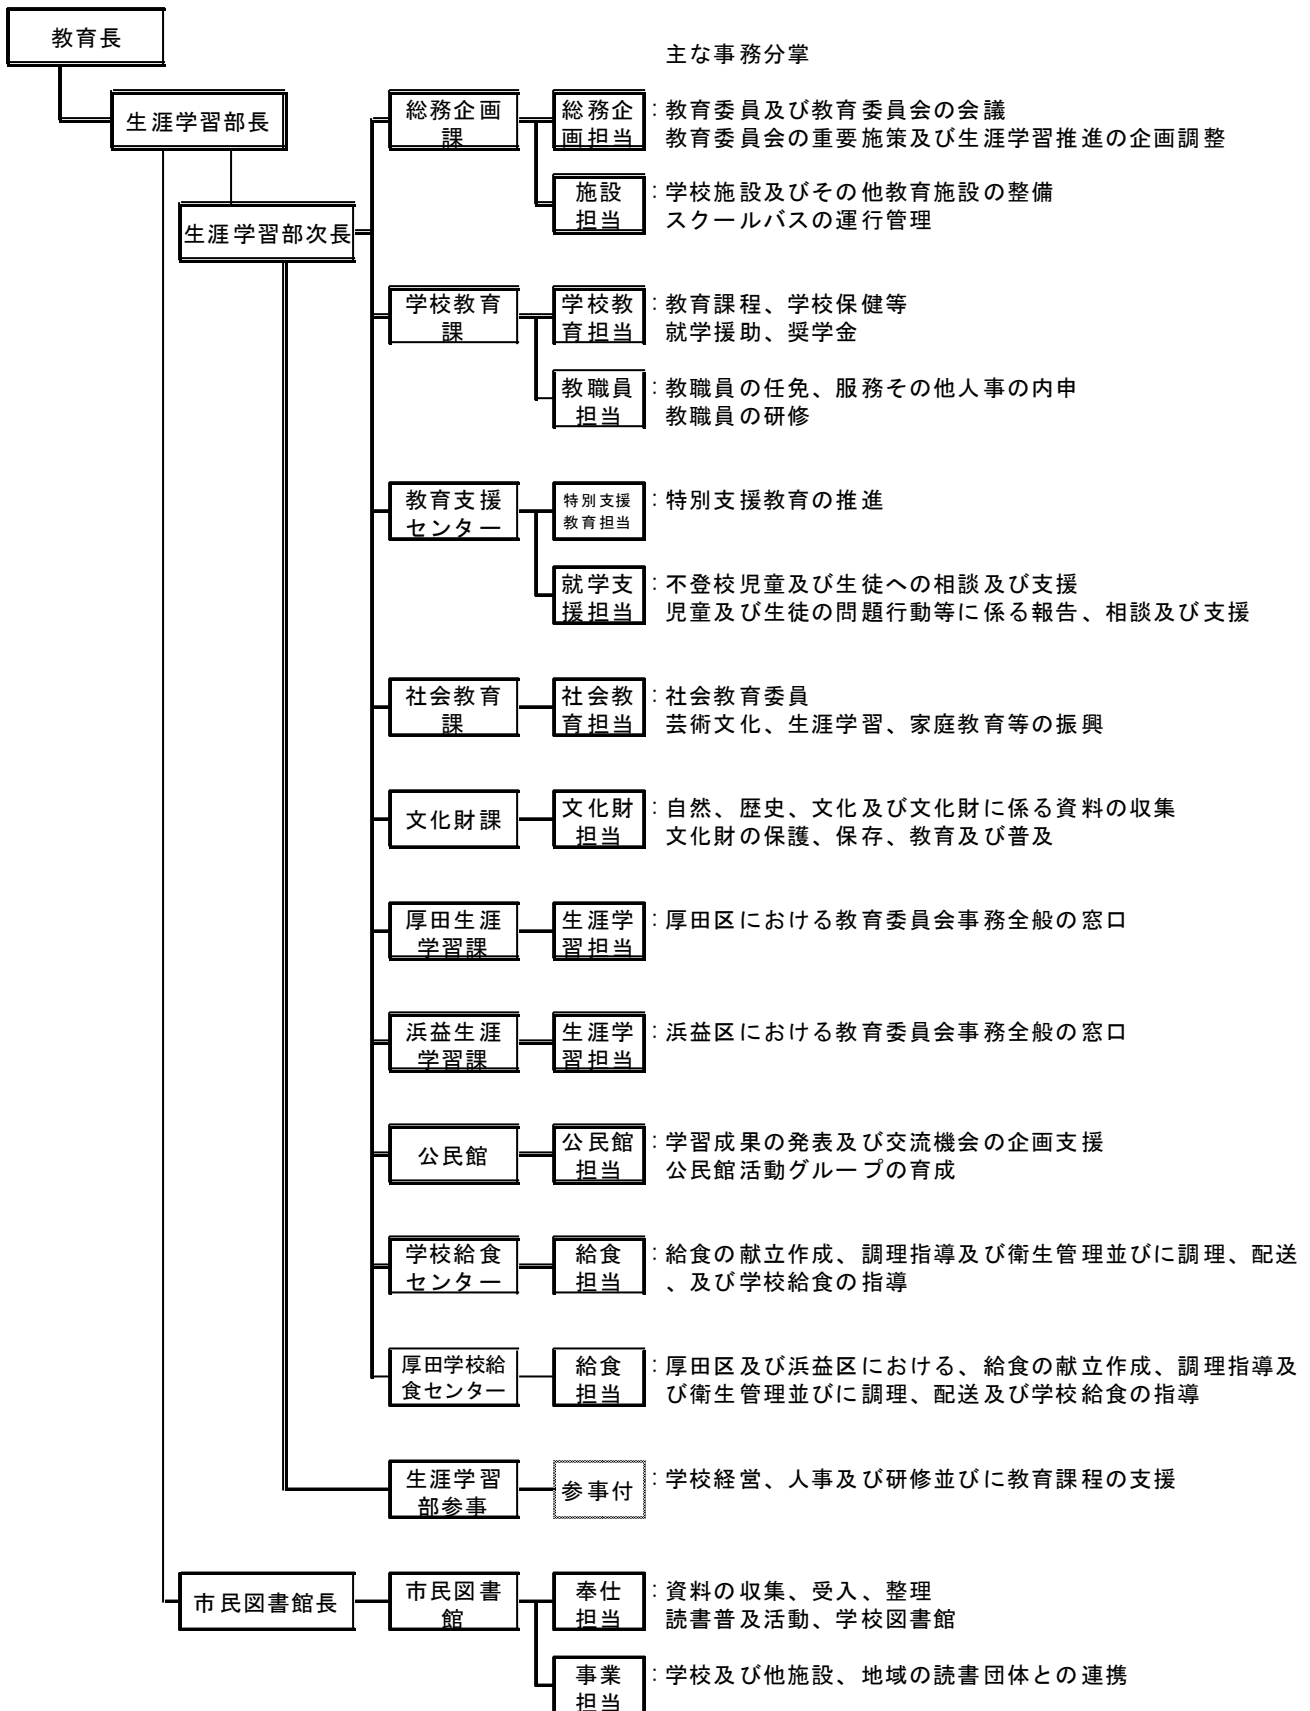 教育長
主な事務分掌
生涯学習部長
総務企画
課
総務企
画担当
：教育委員及び教育委員会の会議
教育委員会の重要施策及び生涯学習推進の企画調整
施設
担当
：学校施設及びその他教育施設の整備
スクールバスの運行管理
生涯学習部次長
学校教育
課
学校教
育担当
：教育課程、学校保健等
就学援助、奨学金
教職員
担当
：教職員の任免、服務その他人事の内申
教職員の研修
教育支援
センター
特別支援
教育担当
：特別支援教育の推進
就学支
援担当
：不登校児童及び生徒への相談及び支援
児童及び生徒の問題行動等に係る報告、相談及び支援
社会教育
課
社会教
育担当
：社会教育委員
芸術文化、生涯学習、家庭教育等の振興
文化財課
文化財
担当
：自然、歴史、文化及び文化財に係る資料の収集
文化財の保護、保存、教育及び普及
厚田生涯
学習課
生涯学
習担当
：厚田区における教育委員会事務全般の窓口
浜益生涯
学習課
生涯学
習担当
：浜益区における教育委員会事務全般の窓口
公民館
公民館
担当
：学習成果の発表及び交流機会の企画支援
公民館活動グループの育成
学校給食
センター
給食
担当
：給食の献立作成、調理指導及び衛生管理並びに調理、配送
、及び学校給食の指導
厚田学校給
食センター
給食
担当
：厚田区及び浜益区における、給食の献立作成、調理指導及
び衛生管理並びに調理、配送及び学校給食の指導
生涯学習
部参事
参事付
：学校経営、人事及び研修並びに教育課程の支援
市民図書館長
市民図書
館
奉仕
担当
：資料の収集、受入、整理
読書普及活動、学校図書館
事業
担当
：学校及び他施設、地域の読書団体との連携